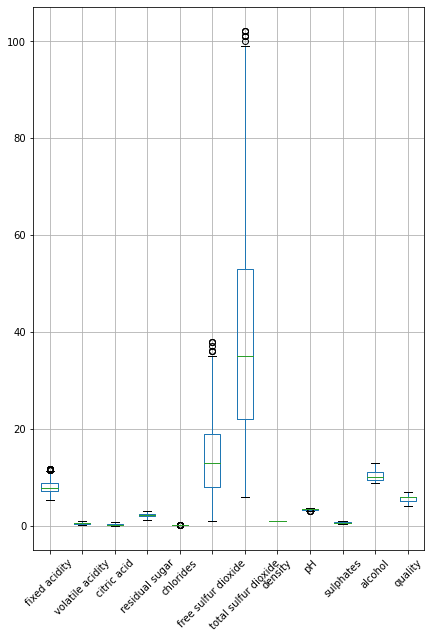 100
80
60
40
20
0
fixed acidity
volatile acidity
citric acid
residual sugar
chlorides
free sulfur dioxide
total sulfur dioxide
density
pH
sulphates
alcohol
quality